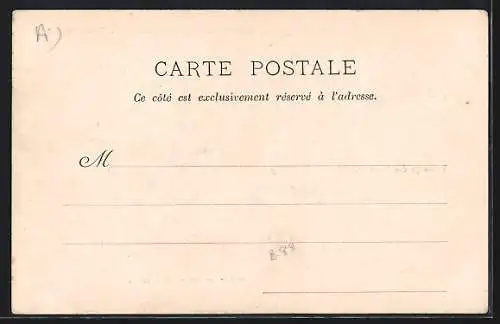 A)
CARTE POSTALE
Ce côté est exclusivement réservé à l'adresse.
M